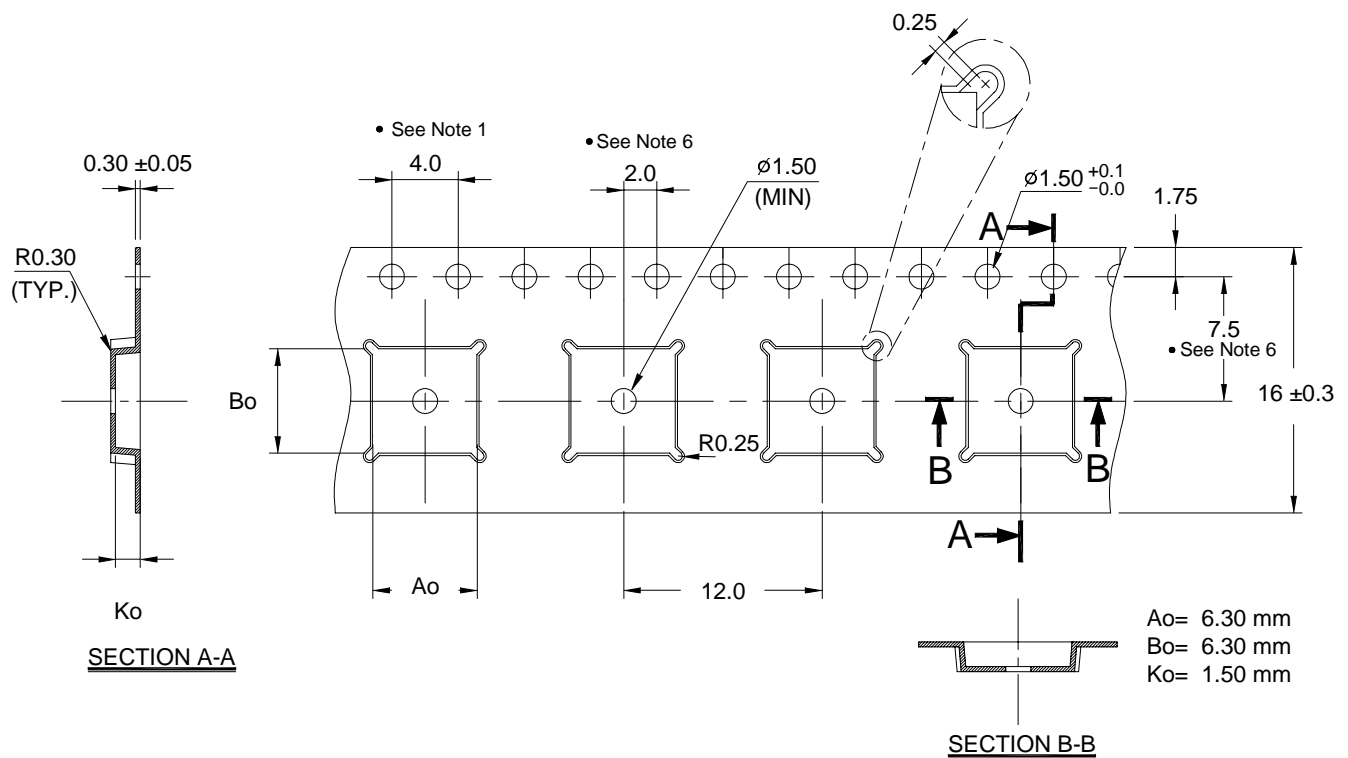 0.25
• See Note 1
4.0
• See Note 6
2.0
0.30 ±0.05
ø1.50
(MIN)
ø1.50 +0.1
−0.0
1.75
A
R0.30
(TYP.)
7.5
• See Note 6
16 ±0.3
Bo
R0.25
B
B
A
Ao
12.0
Ko
SECTION A-A
Ao= 6.30 mm
Bo= 6.30 mm
Ko= 1.50 mm
SECTION B-B